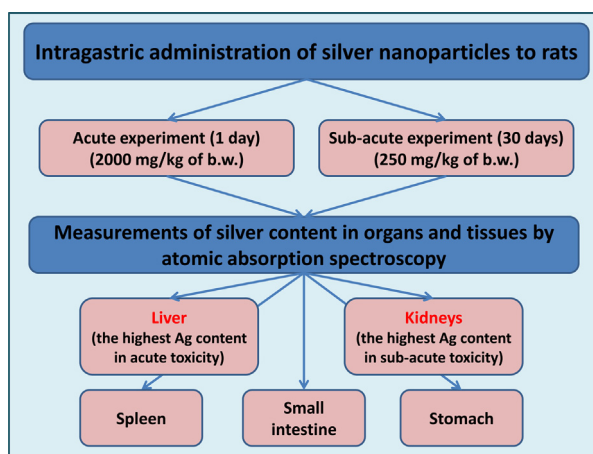 Intragastric administration of silver nanoparticles to rats
Acute experiment (1 day)
(2000 mg/kg of b.w.)
Sub-acute experiment (30 days)
(250 mg/kg of b.w.)
Measurements of silver content in organs and tissues by
atomic absorption spectroscopy
Liver
(the highest Ag content
in acute toxicity)
Kidneys
(the highest Ag content
in sub-acute toxicity)
Spleen
Small
intestine
Stomach